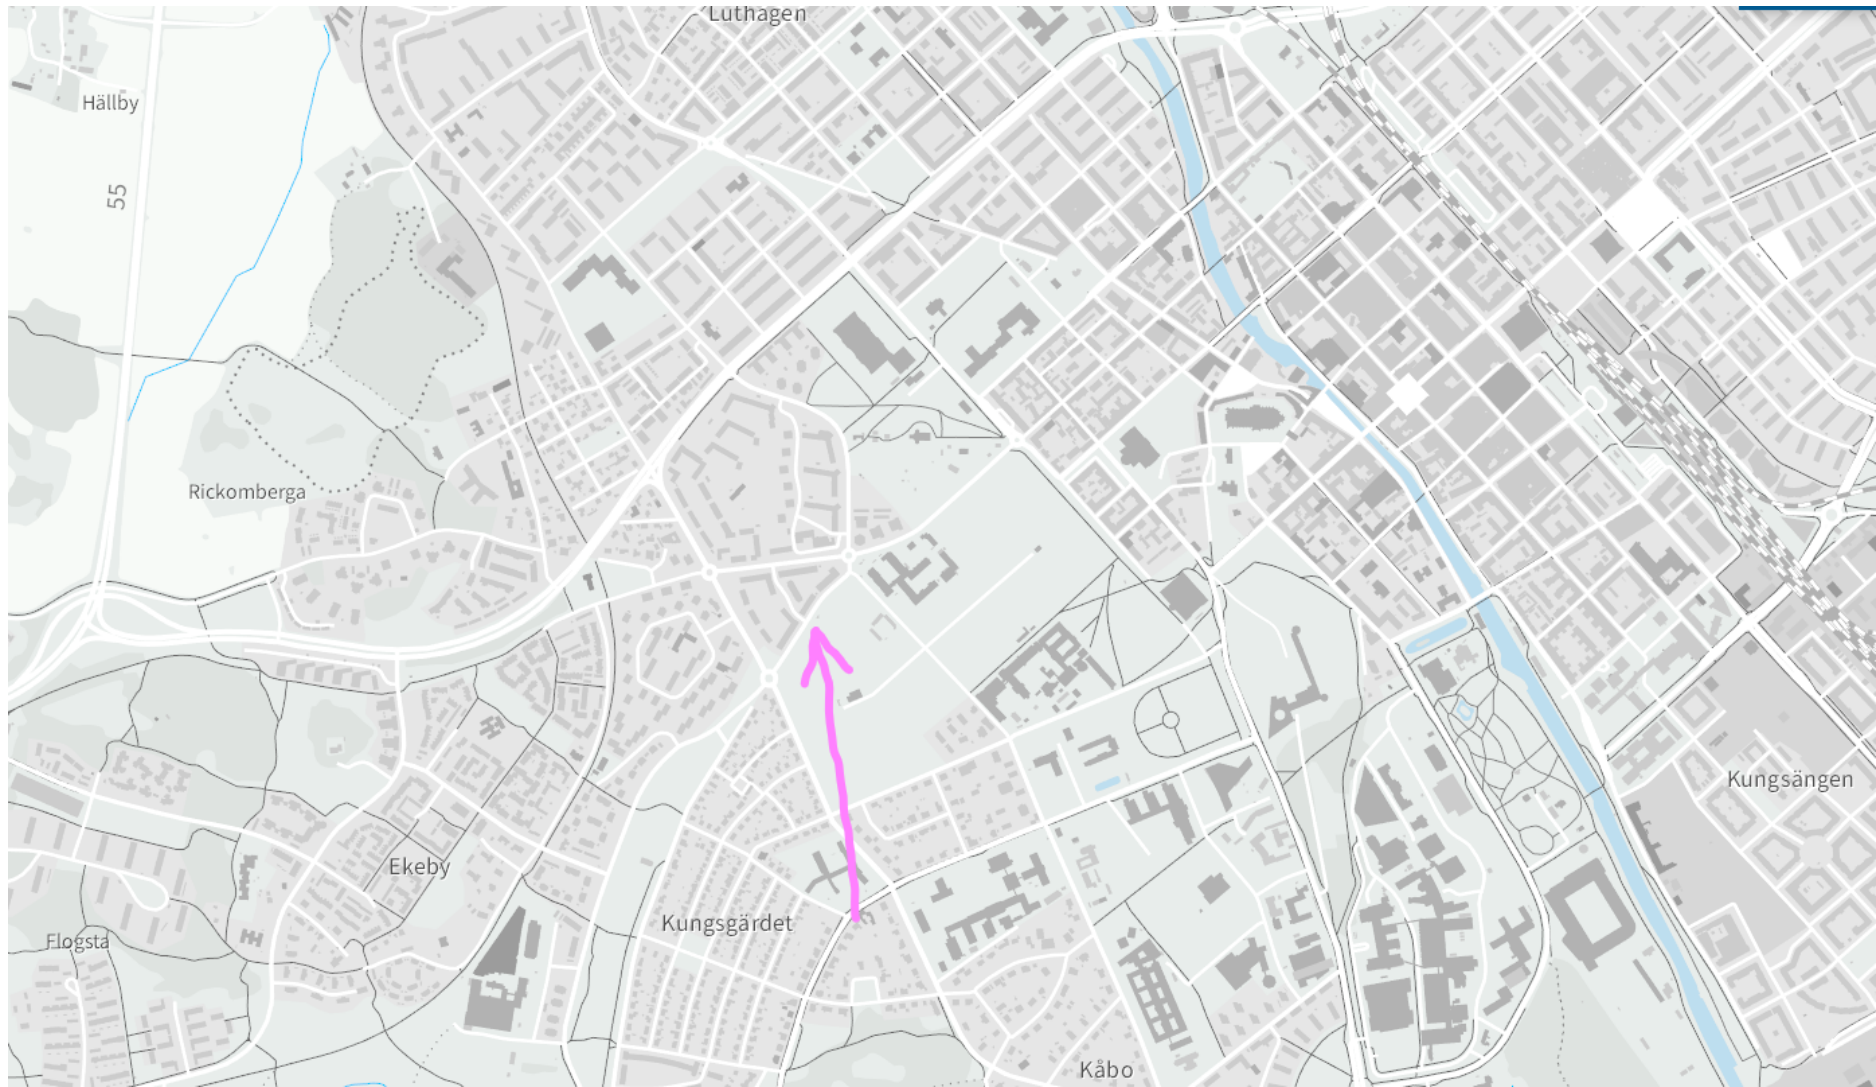 Luthagen
Hällby
55
Rickomberga
Kungsängen
Ekeby
Kungsgärdet
Flogsta
Kåbo